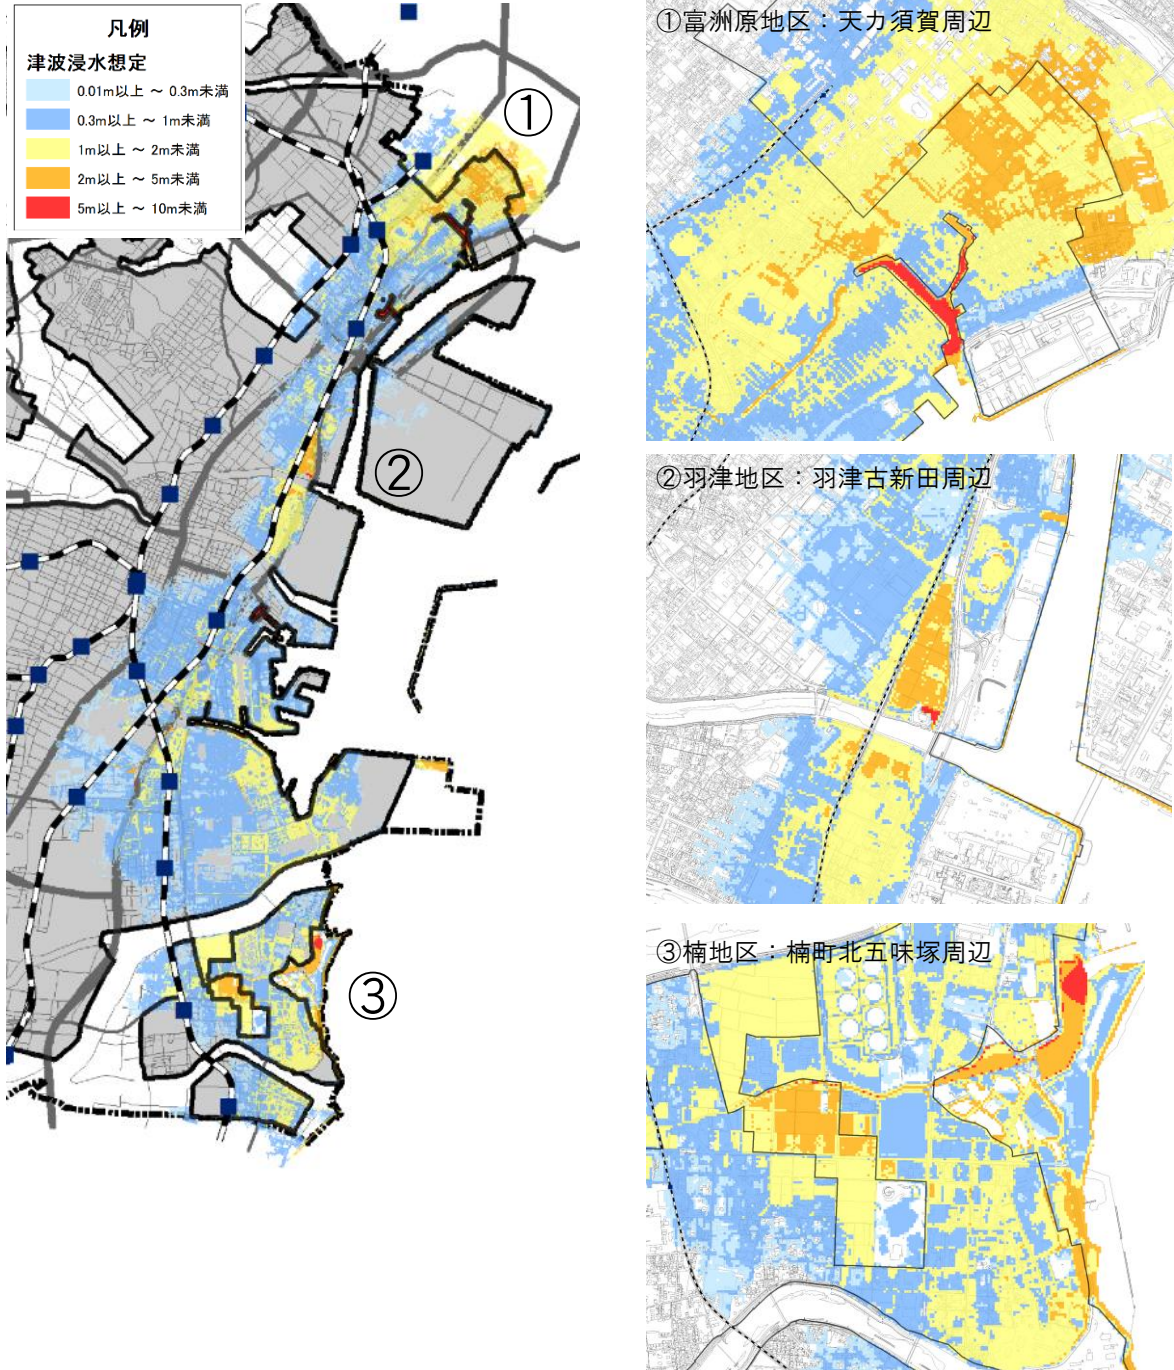 凡例
津波浸水想定
0.01m以上 ～ 0.3m未満
0.3m以上 ～ 1m未満
1m以上 ～ 2m未満
2m以上 ～ 5m未満
5m以上 ～ 10m未満
①
②
③
①富洲原地区：天カ須賀周辺
②羽津地区：羽津古新田周辺
③楠地区：楠町北五味塚周辺